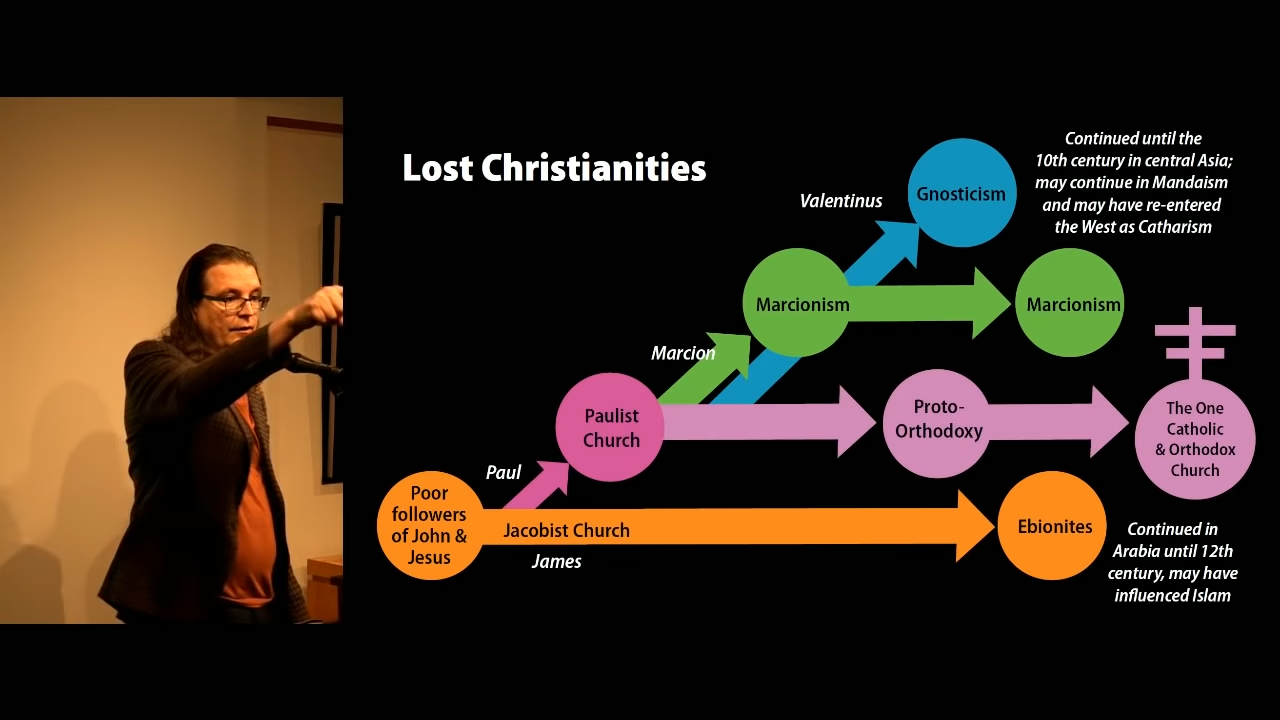 Lost Christianities
Continued until the
10th century in central Asia;
may continue in Mandaism
and may have re-entered
the West as Catharism
Valentinus
Gnosticism
Marcionism
Marcionism
Marcion
Paulist
Church
Proto-
Orthodoxy
The One
Catholic
& Orthodox
Church
Paul
Poor
followers
of John &
Jesus
Jacobist Church
James
Ebionites
Continued in
Arabia until 12th
century, may have
influenced Islam